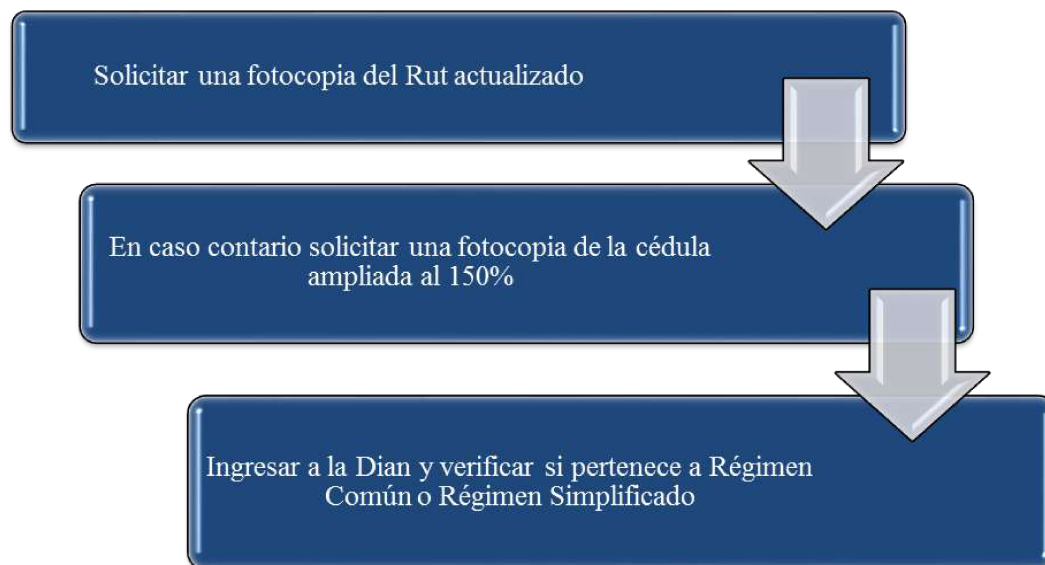 Solicitar una fotocopia del Rut actualizado
En caso contario solicitar una fotocopia de la cédula
ampliada al 150%
Ingresar a la Dian y verificar si pertenece a Régimen
Común o Régimen Simplificado